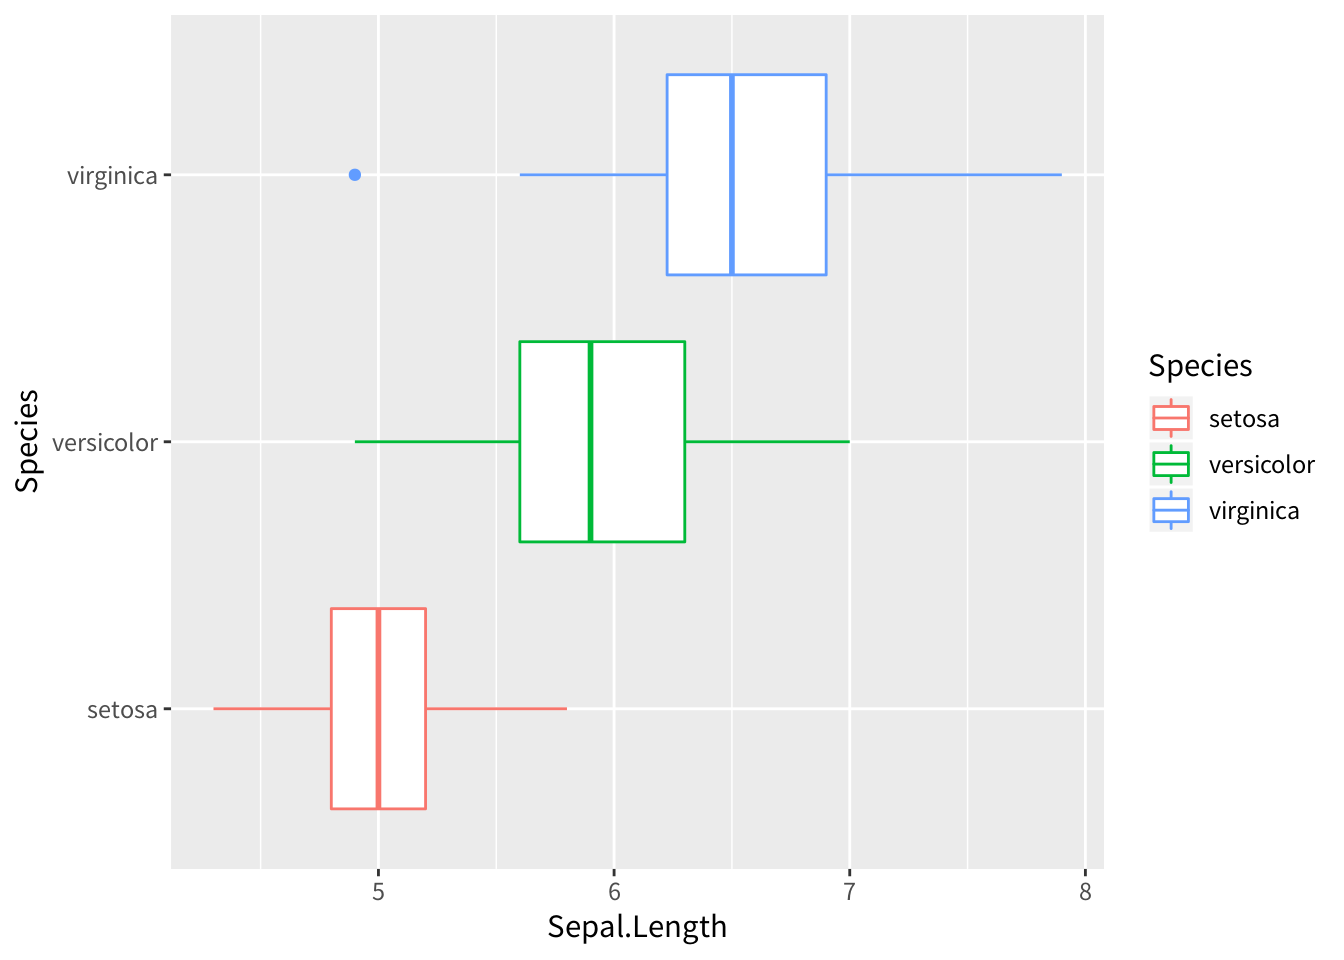 virginica
versicolor
setosa
Species
5 6 7 8
Sepal.Length
Species
setosa
versicolor
virginica